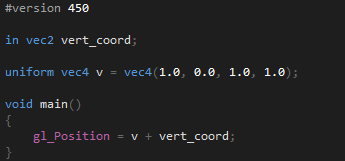 #version 450
in vec2 vert_coord;
uniform vec4 v = vec4(1.0, 0.0, 1.0, 1.0);
void main()
{
    gl_Position = v + vert_coord;
}